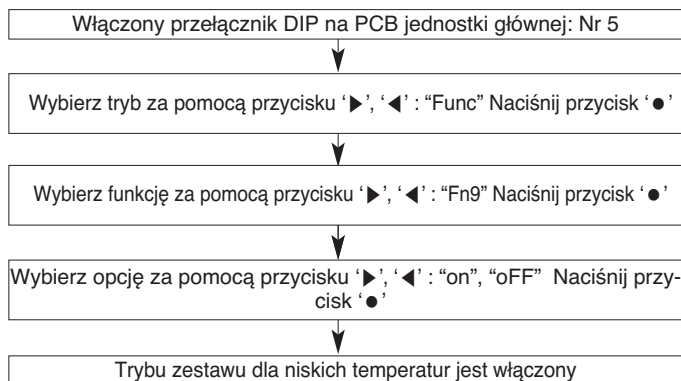 Włączony przełącznik DIP na PCB jednostki głównej: Nr 5
Wybierz tryb za pomocą przycisku ‘▶’, ‘◀’ : “Func” Naciśnij przycisk ‘●’
Wybierz funkcję za pomocą przycisku ‘▶’, ‘◀’ : “Fn9” Naciśnij przycisk ‘●’
Wybierz opcję za pomocą przycisku ‘▶’, ‘◀’ : “on”, “oFF” Naciśnij przy-
cisk ‘●’
Trybu zestawu dla niskich temperatur jest włączony